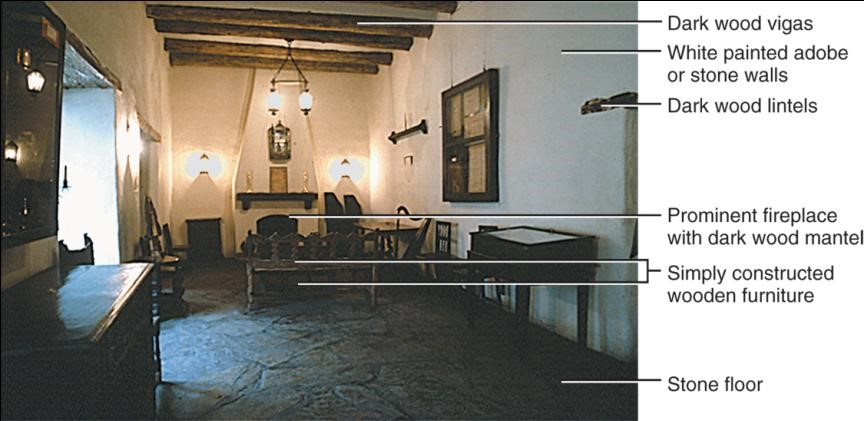 Dark wood vigas
White painted adobe
or stone walls
Dark wood lintels
Prominent fireplace
with dark wood mantel
Simply constructed
wooden furniture
Stone floor